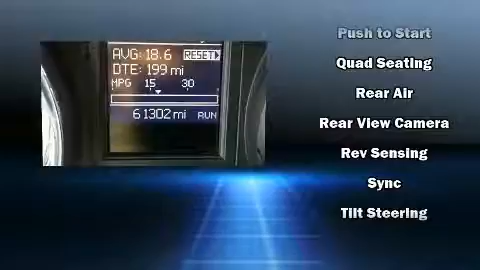 AVG: 18.6 RESET
DTE: 199 mi
MPG 15 30
61302 mi RVN
Push to Start
Quad Seating
Rear Air
Rear View Camera
Rev Sensing
Sync
Tilt Steering